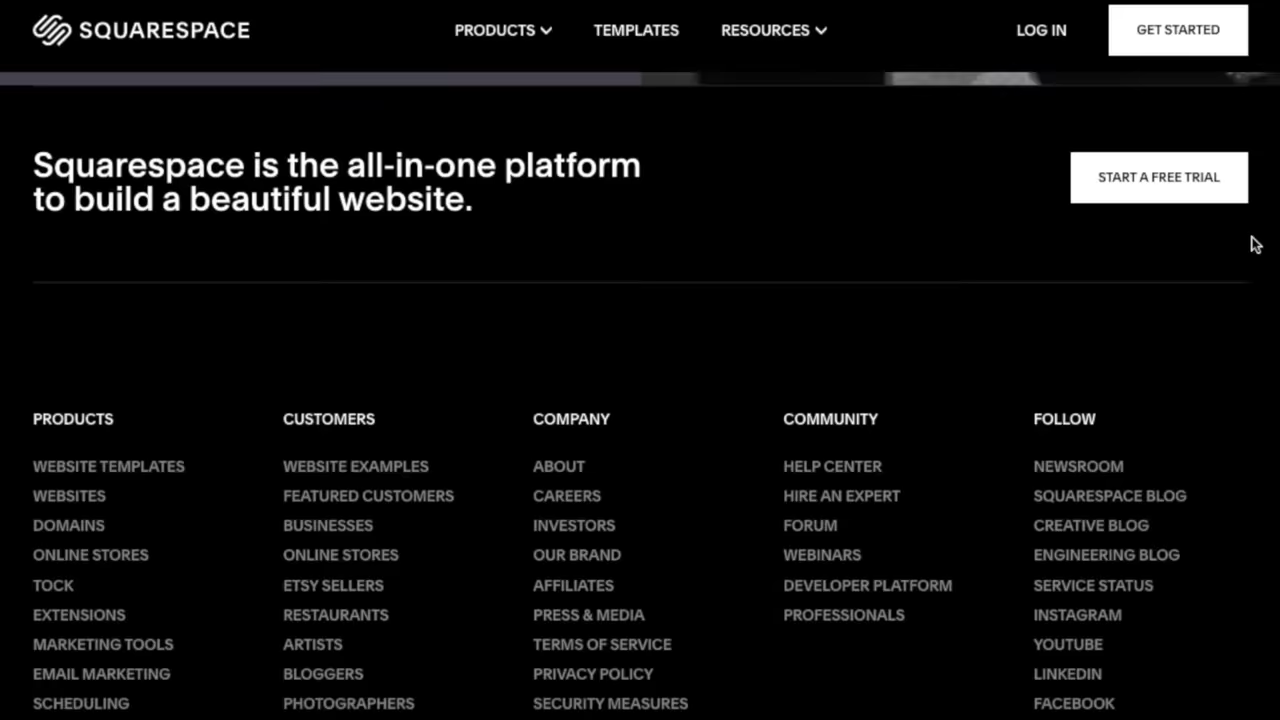 SQUARESPACE
PRODUCTS
TEMPLATES
RESOURCES
LOG IN
GET STARTED
Squarespace is the all-in-one platform
to build a beautiful website.
START A FREE TRIAL
PRODUCTS
WEBSITE TEMPLATES
WEBSITES
DOMAINS
ONLINE STORES
TOCK
EXTENSIONS
MARKETING TOOLS
EMAIL MARKETING
SCHEDULING
CUSTOMERS
WEBSITE EXAMPLES
FEATURED CUSTOMERS
BUSINESSES
ONLINE STORES
ETSY SELLERS
RESTAURANTS
ARTISTS
BLOGGERS
PHOTOGRAPHERS
COMPANY
ABOUT
CAREERS
INVESTORS
OUR BRAND
AFFILIATES
PRESS & MEDIA
TERMS OF SERVICE
PRIVACY POLICY
SECURITY MEASURES
COMMUNITY
HELP CENTER
HIRE AN EXPERT
FORUM
WEBINARS
DEVELOPER PLATFORM
PROFESSIONALS
FOLLOW
NEWSROOM
SQUARESPACE BLOG
CREATIVE BLOG
ENGINEERING BLOG
SERVICE STATUS
INSTAGRAM
YOUTUBE
LINKEDIN
FACEBOOK